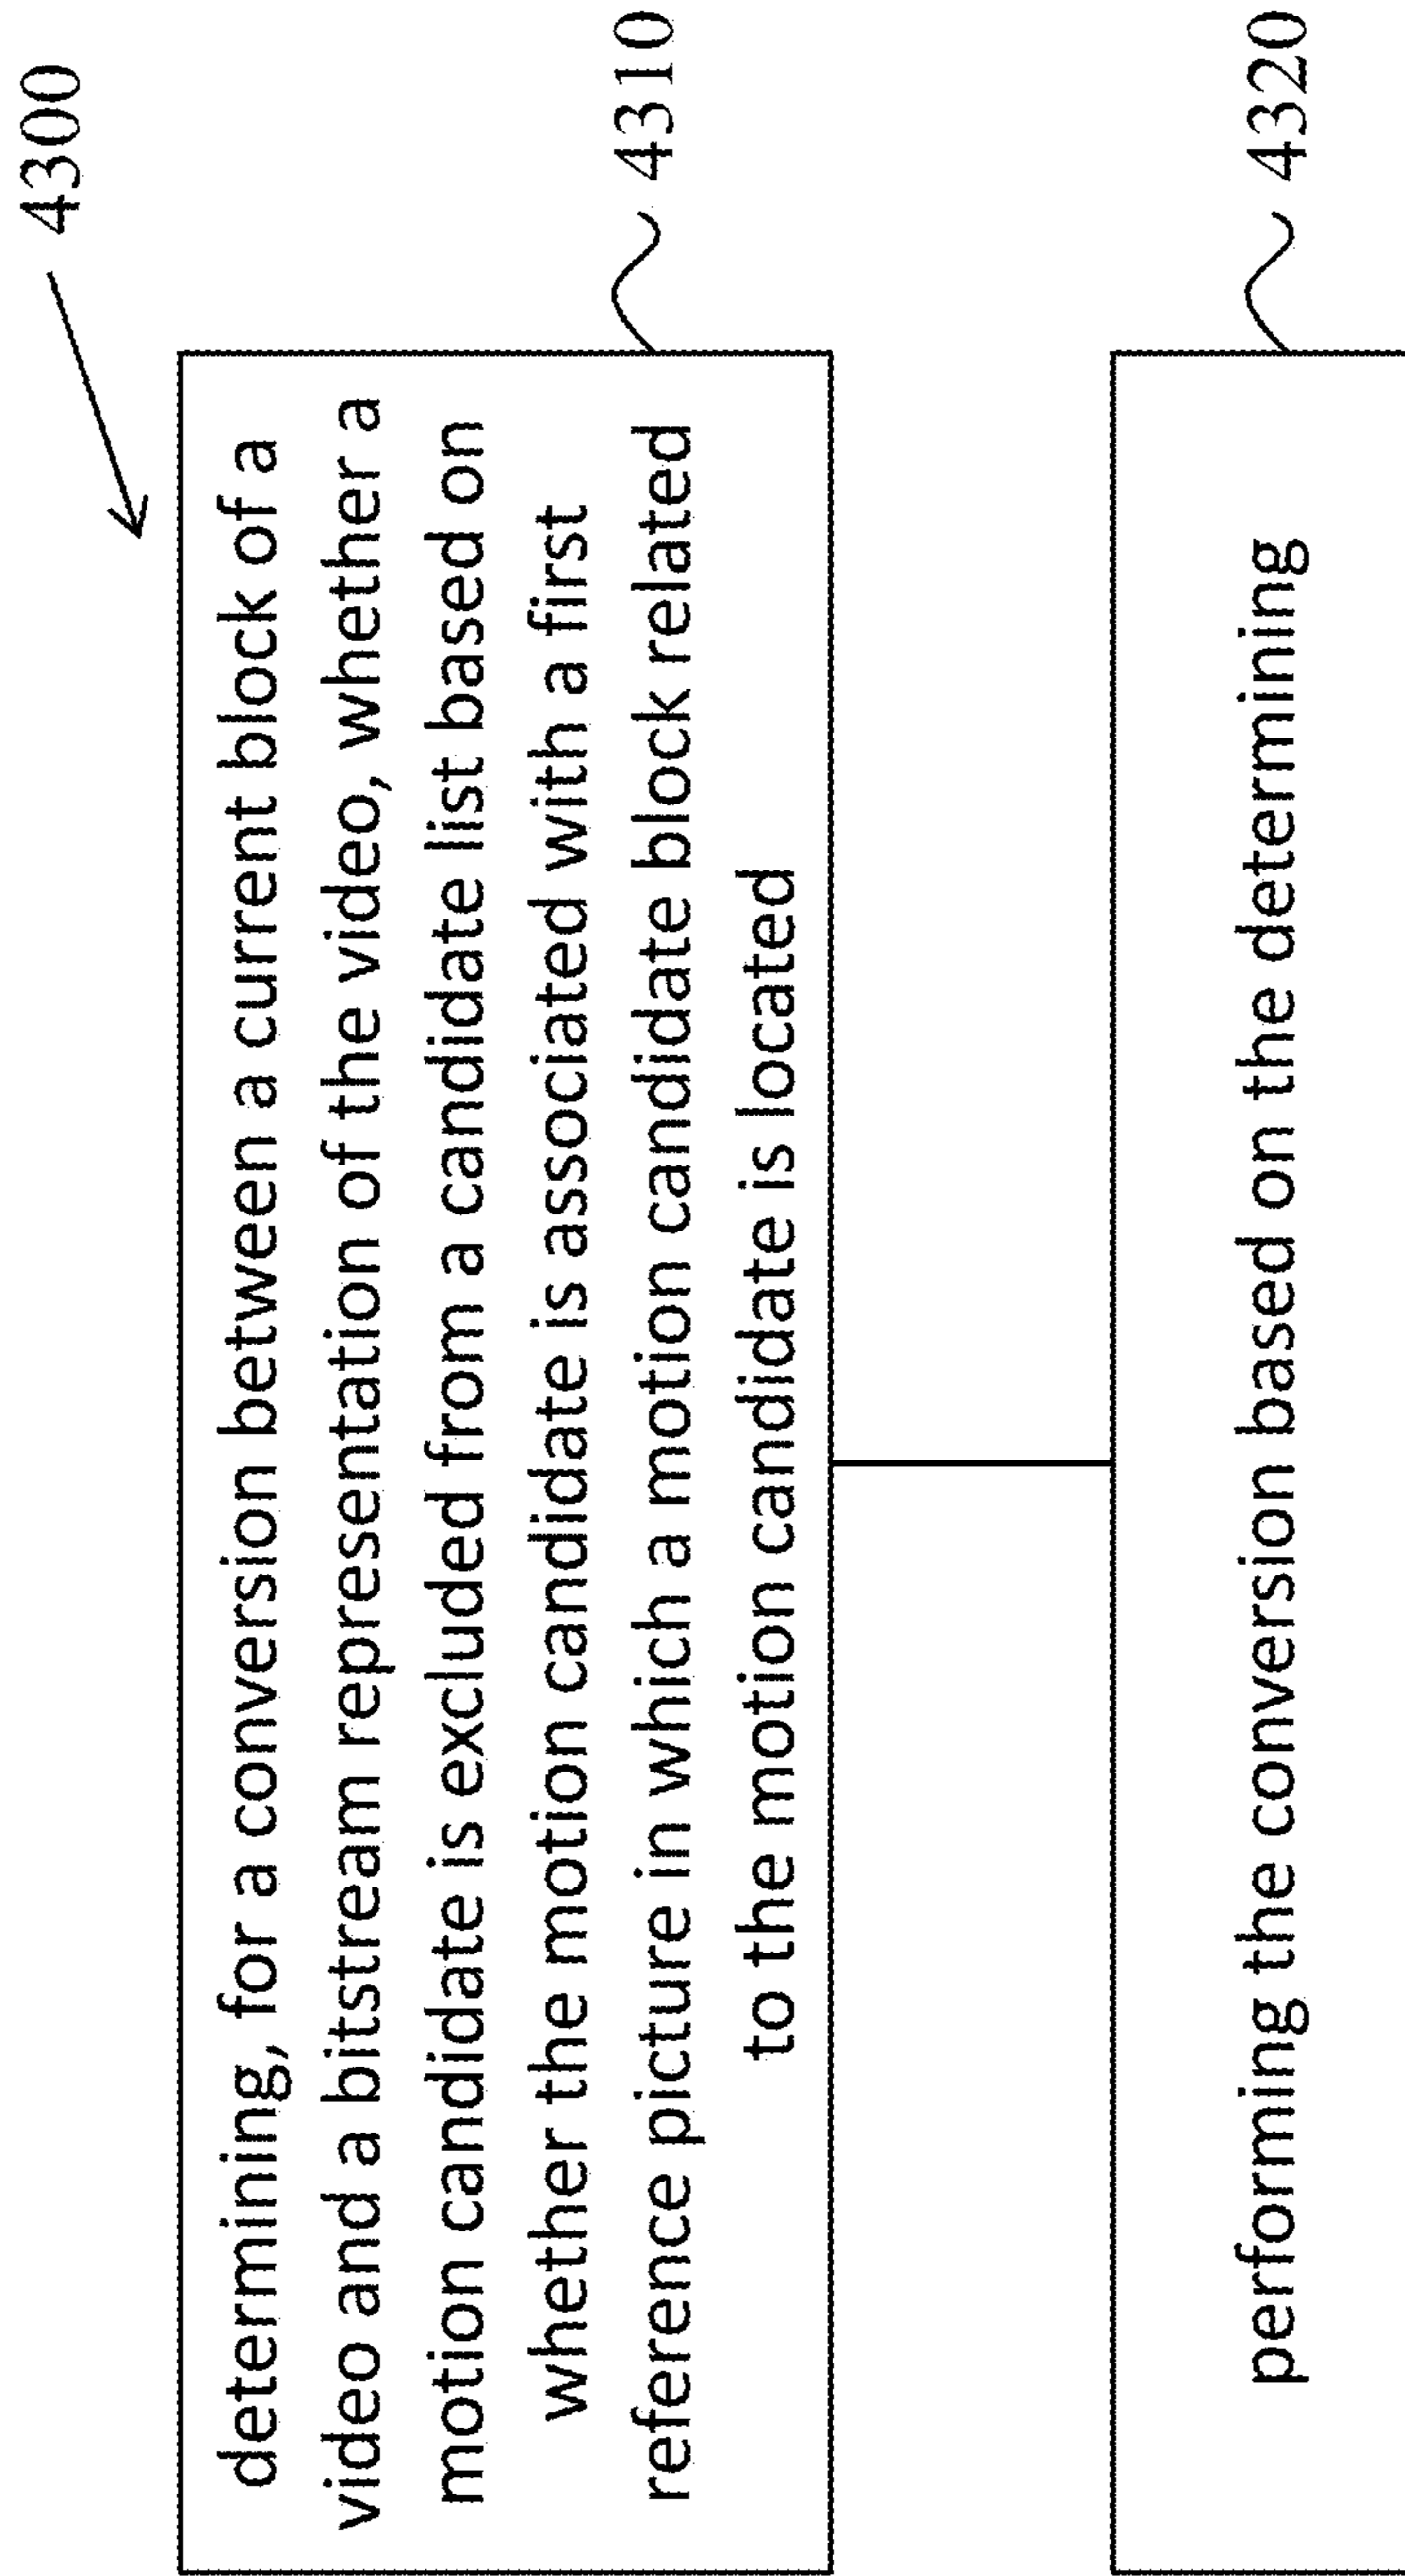 4300
determining, for a conversion between a current block of a
video and a bitstream representation of the video, whether a
motion candidate is excluded from a candidate list based on
whether the motion candidate is associated with a first
reference picture in which a motion candidate block related
to the motion candidate is located
4310
performing the conversion based on the determining
4320